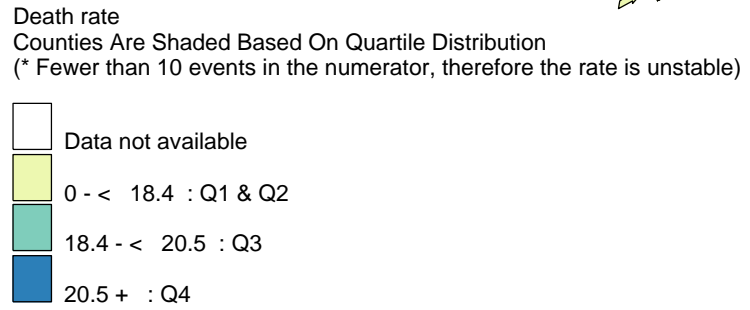 Death rate
Counties Are Shaded Based On Quartile Distribution
(* Fewer than 10 events in the numerator, therefore the rate is unstable)
Data not available
0 - < 18.4 : Q1 & Q2
18.4 - < 20.5 : Q3
20.5 + : Q4